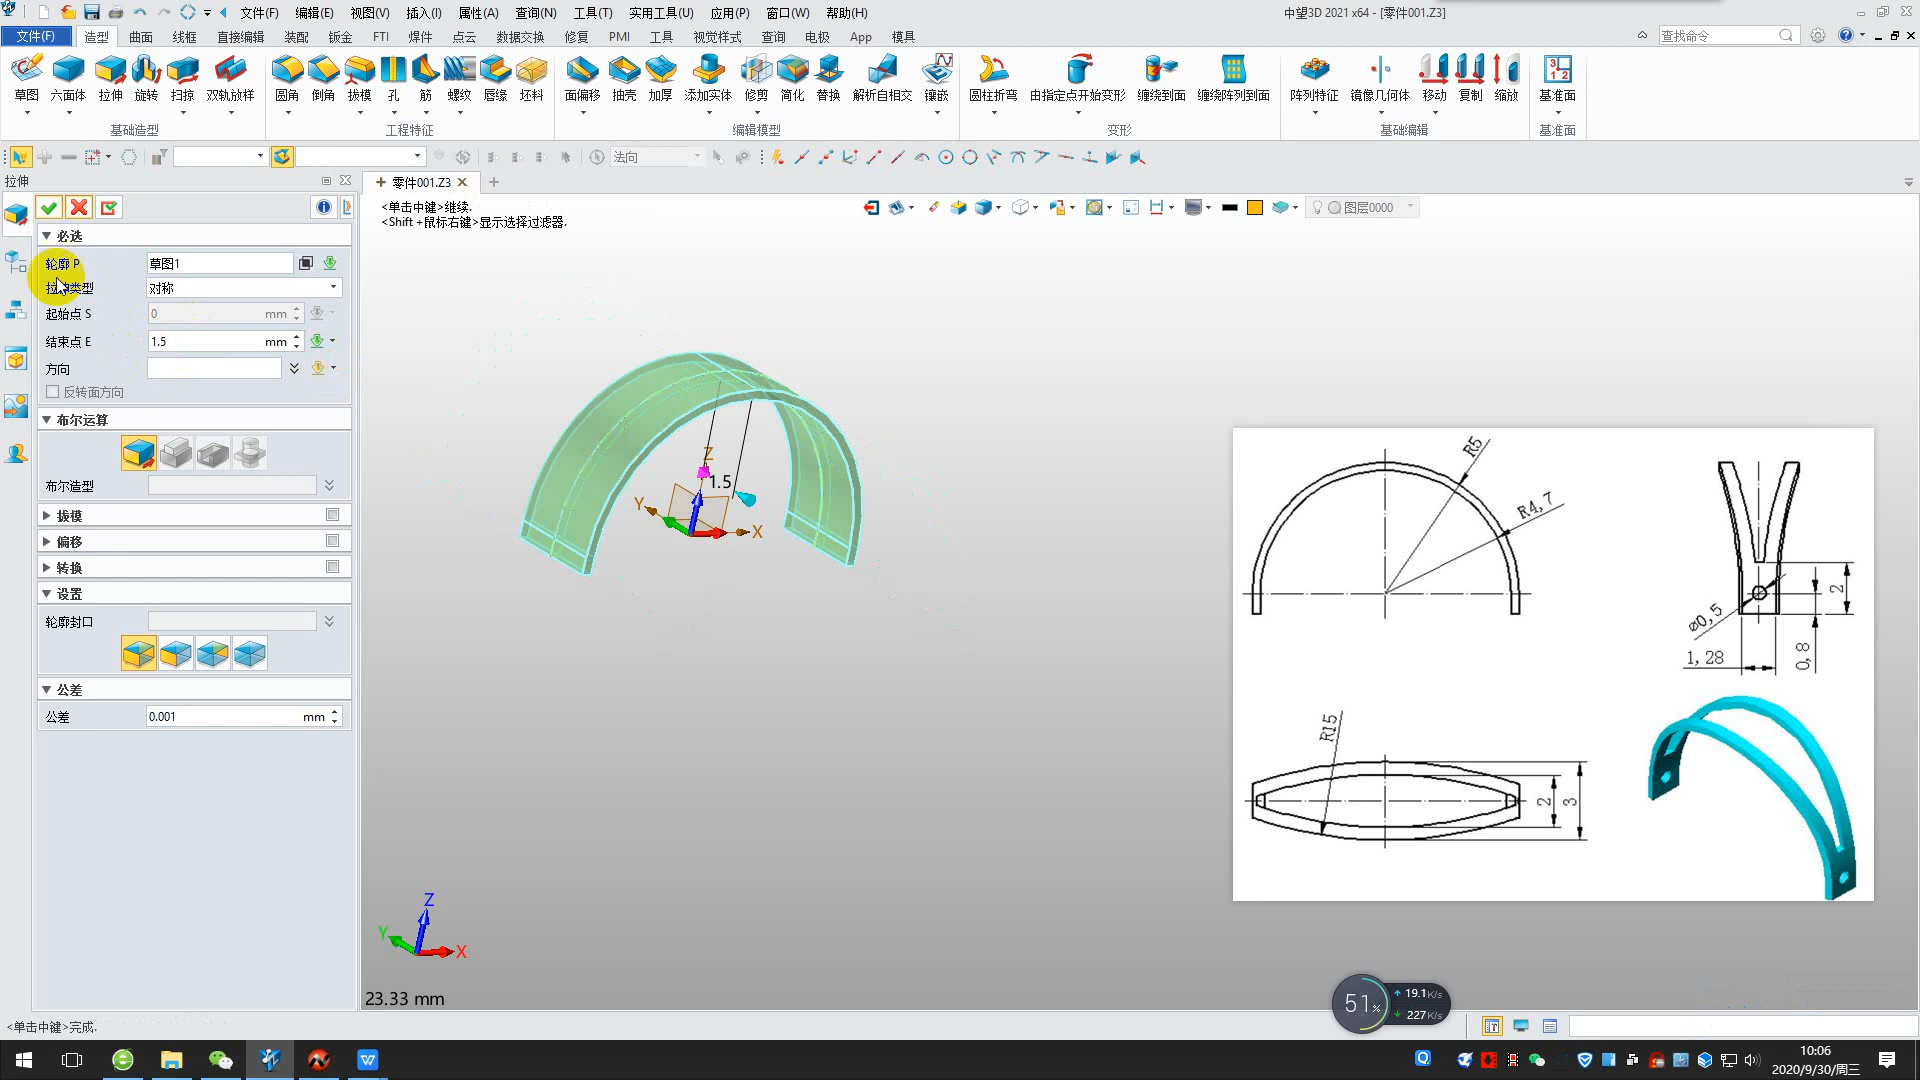 文件(F) 编辑(E) 视图(V) 插入(I) 属性(A) 查询(N) 工具(T) 实用工具(U) 应用(P) 窗口(W) 帮助(H) 中望3D 2021 x64 - [零件001.Z3]
文件(F) 造型 曲面 线框 直接编辑 装配 钣金 FTI 焊件 点云 数据交换 修复 PMI 工具 视觉样式 查询 电极 App 模具 查找命令
草图 六面体 拉伸 旋转 扫掠 双轨放样 圆角 倒角 拔模 孔 筋 螺纹 唇缘 坯料 面偏移 抽壳 加厚 添加实体 修剪 简化 替换 解析自相交 镶嵌 圆柱折弯 由指定点开始变形 缠绕到面 缠绕阵列到面 阵列特征 镜像几何体 移动 复制 缩放 基准面
基础造型 工程特征 编辑模型 变形 基础编辑 基准面
法向
拉伸 零件001.Z3
<单击中键>继续.
<Shift +鼠标右键>显示选择过滤器.
图层0000
必选
轮廓 P 草图1
对称
起始点 S 0 mm
结束点 E 1.5 mm
方向
反转面方向
布尔运算
布尔造型
拔模
偏移
转换
设置
轮廓封口
公差
公差 0.001 mm
Z
1.5
Y
X
R5
R4,7
⌀0,5
2
1,28
0,8
R15
2
3
Z
Y
X
23.33 mm
51%
19.1K/s
227K/s
<单击中键>完成.
10:06
2020/9/30/周三